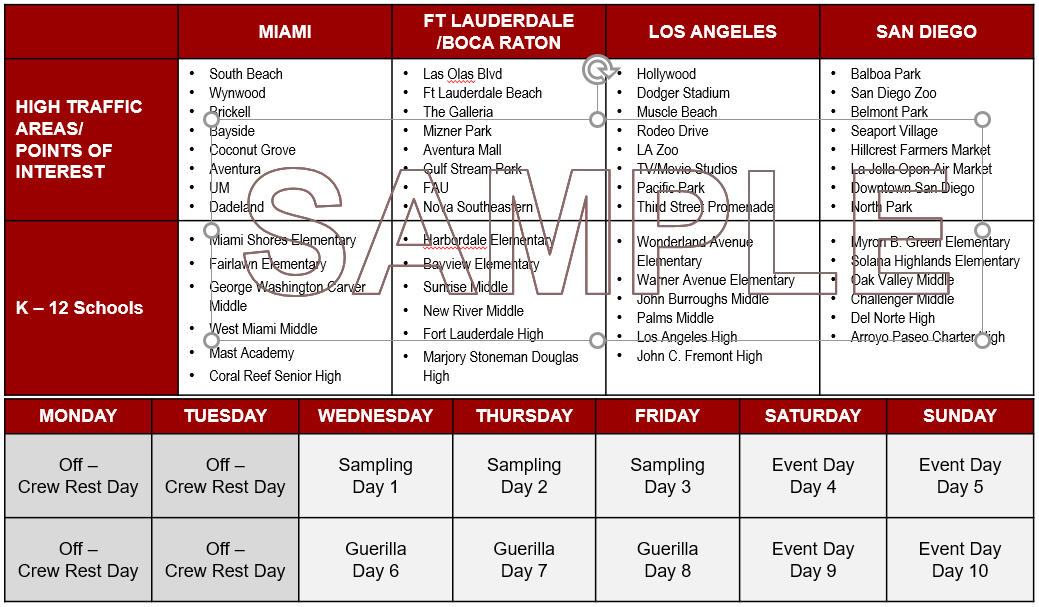 MIAMI
FT LAUDERDALE
/BOCA RATON
LOS ANGELES
SAN DIEGO
HIGH TRAFFIC
AREAS/
POINTS OF
INTEREST
• South Beach
• Wynwood
• Brickell
• Bayside
• Coconut Grove
• Aventura
• UM
• Dadeland
• Las Olas Blvd
• Ft Lauderdale Beach
• The Galleria
• Mizner Park
• Aventura Mall
• Gulf Stream Park
• FAU
• Nova Southeastern
• Hollywood
• Dodger Stadium
• Muscle Beach
• Rodeo Drive
• LA Zoo
• TV/Movie Studios
• Pacific Park
• Third Street Promenade
• Balboa Park
• San Diego Zoo
• Belmont Park
• Seaport Village
• Hillcrest Farmers Market
• La Jolla Open Air Market
• Downtown San Diego
• North Park
SAMPLE
K – 12 Schools
• Miami Shores Elementary
• Fairlawn Elementary
• George Washington Carver
Middle
• West Miami Middle
• Mast Academy
• Coral Reef Senior High
• Harbordale Elementary
• Bayview Elementary
• Sunrise Middle
• New River Middle
• Fort Lauderdale High
• Marjory Stoneman Douglas
High
• Wonderland Avenue
Elementary
• Warner Avenue Elementary
• John Burroughs Middle
• Palms Middle
• Los Angeles High
• John C. Fremont High
• Myron B. Green Elementary
• Solana Highlands Elementary
• Oak Valley Middle
• Challenger Middle
• Del Norte High
• Arroyo Paseo Charter High
MONDAY
TUESDAY
WEDNESDAY
THURSDAY
FRIDAY
SATURDAY
SUNDAY
Off –
Crew Rest Day
Off –
Crew Rest Day
Sampling
Day 1
Sampling
Day 2
Sampling
Day 3
Event Day
Day 4
Event Day
Day 5
Off –
Crew Rest Day
Off –
Crew Rest Day
Guerilla
Day 6
Guerilla
Day 7
Guerilla
Day 8
Event Day
Day 9
Event Day
Day 10